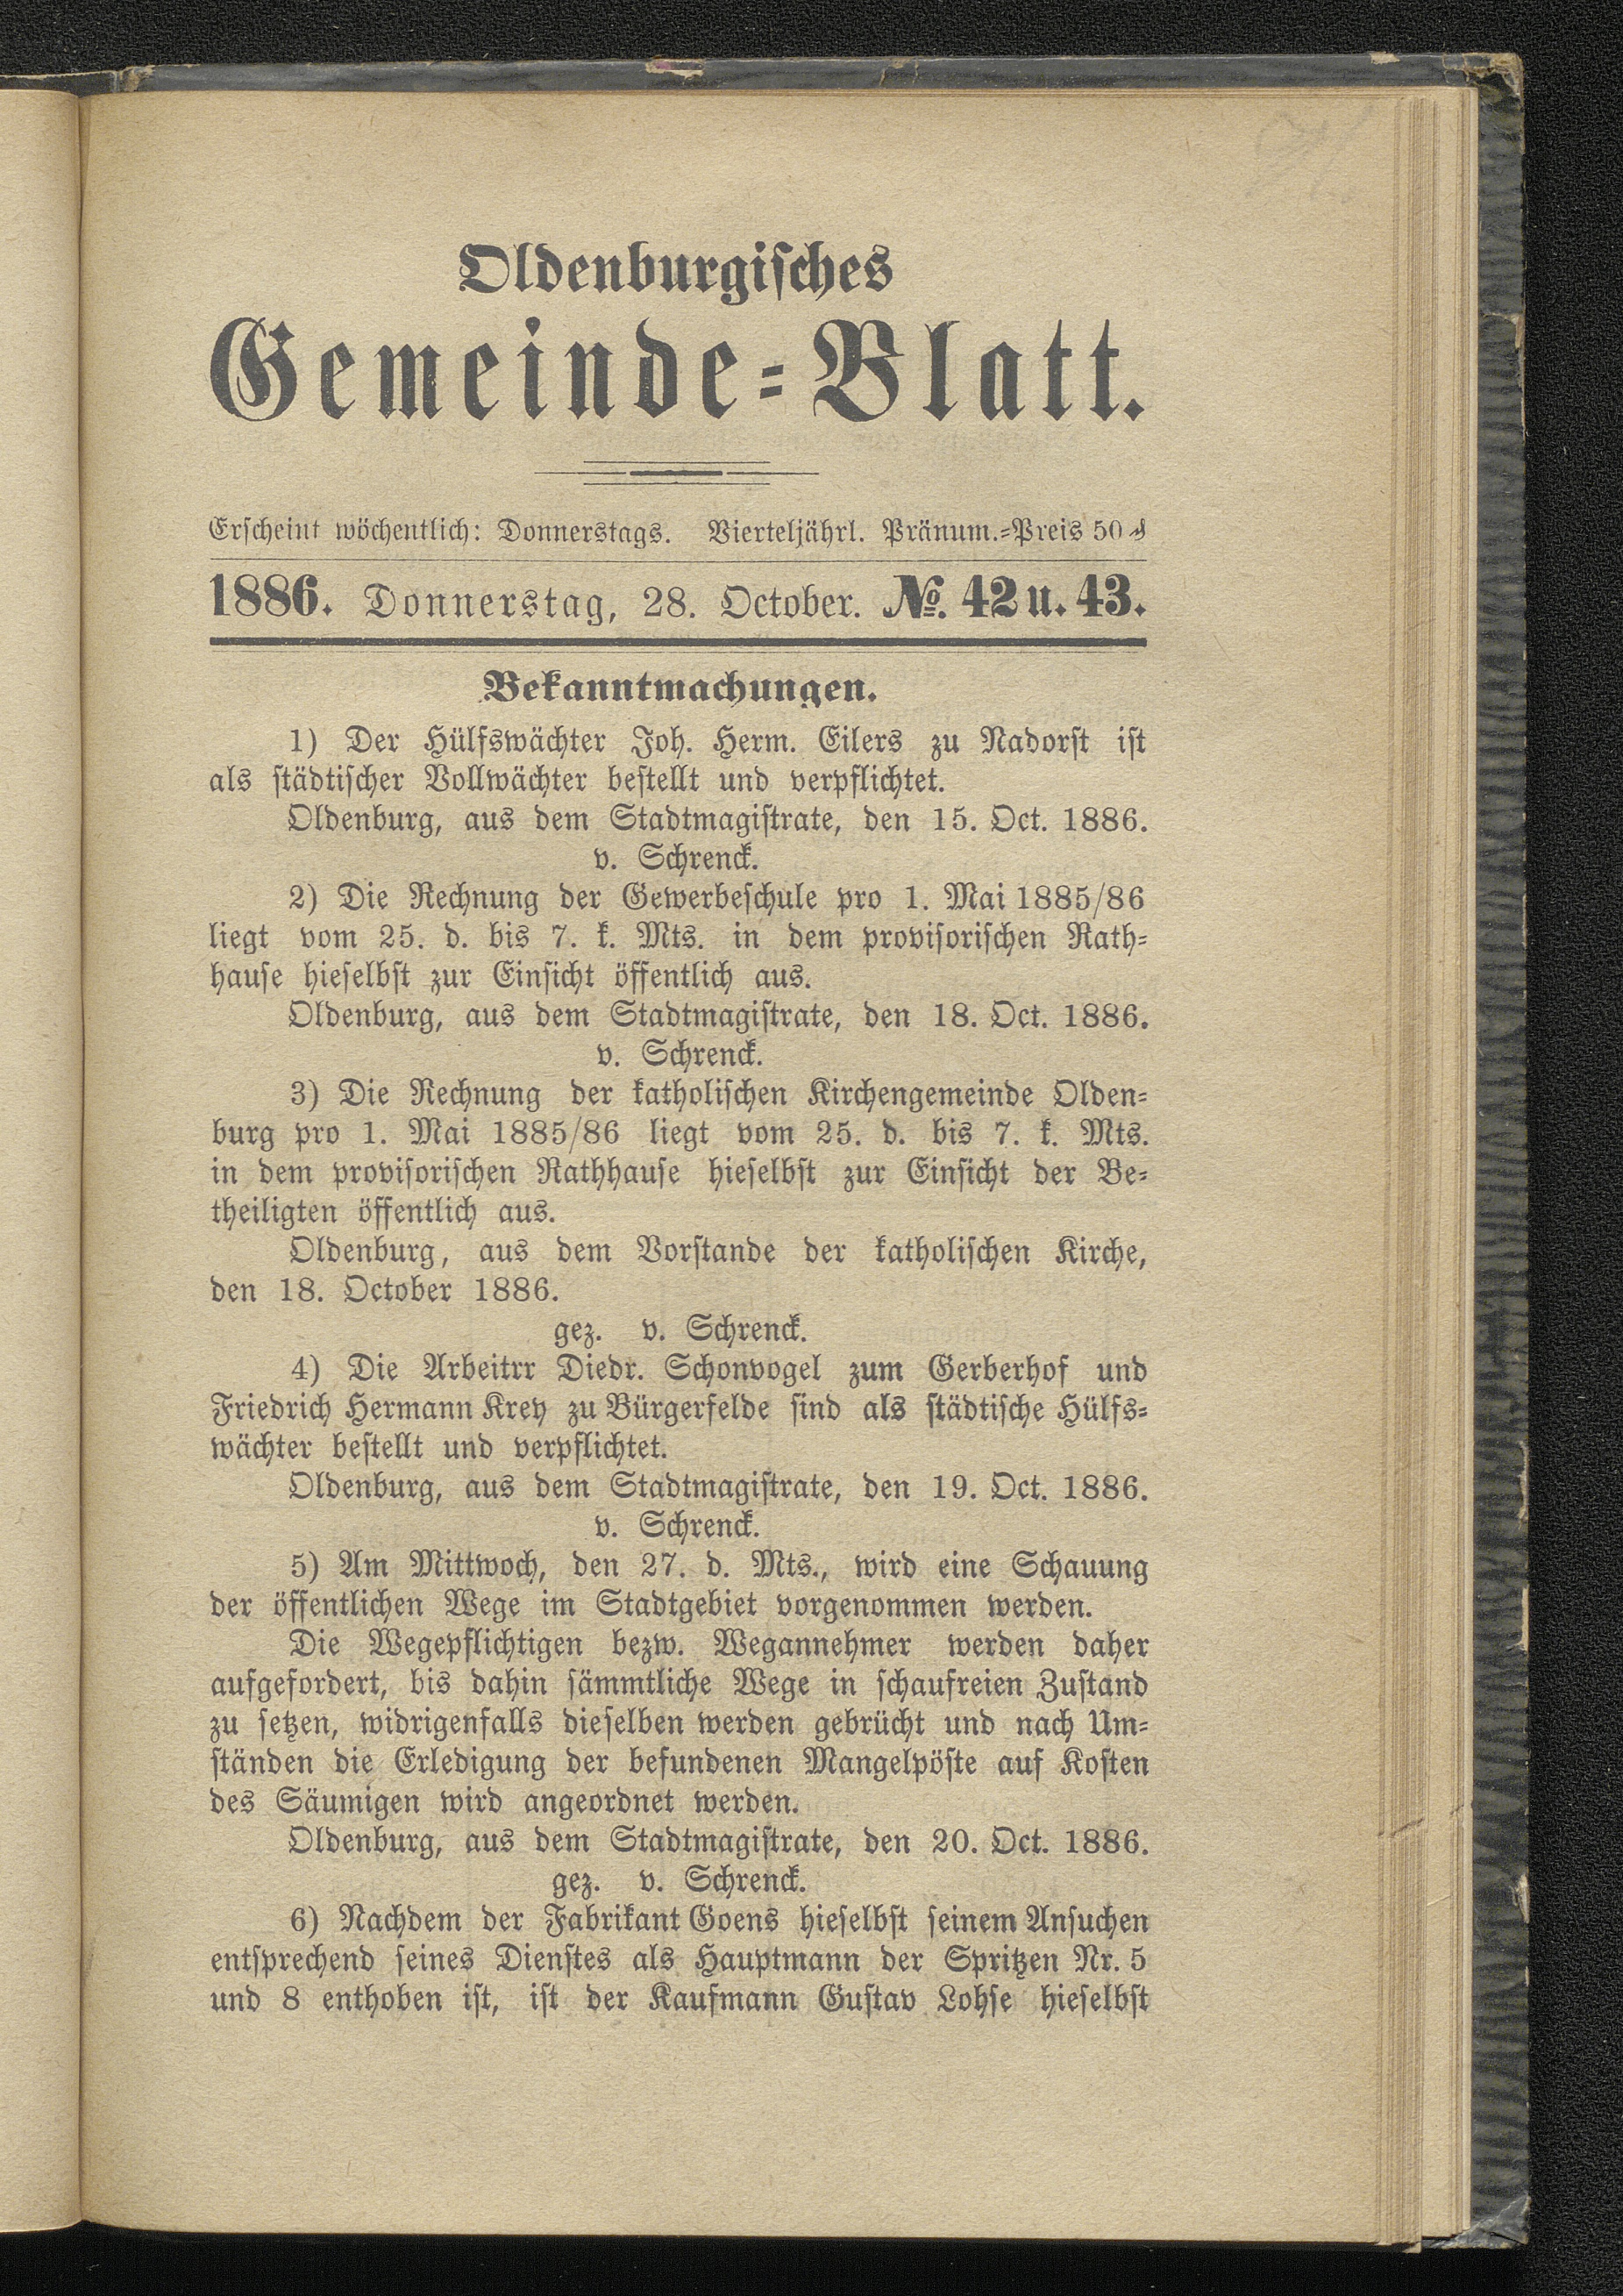 Oldenburgisches
Gemeinde-Blatt.
Erscheint wöchentlich: Donnerstags. Vierteljährl. Pränum.-Preis 50 ₰
1886. Donnerstag, 28. October. №. 42 u. 43.
Bekanntmachungen.
1) Der Hülfswächter Joh. Herm. Eilers zu Nadorst ist
als städtischer Vollwächter bestellt und verpflichtet.
Oldenburg, aus dem Stadtmagistrate, den 15. Oct. 1886.
v. Schrenck.
2) Die Rechnung der Gewerbeschule pro 1. Mai 1885/86
liegt vom 25. d. bis 7. k. Mts. in dem provisorischen Rath-
hause hieselbst zur Einsicht öffentlich aus.
Oldenburg, aus dem Stadtmagistrate, den 18. Oct. 1886.
v. Schrenck.
3) Die Rechnung der katholischen Kirchengemeinde Olden-
burg pro 1. Mai 1885/86 liegt vom 25. d. bis 7. k. Mts.
in dem provisorischen Rathhause hieselbst zur Einsicht der Be-
theiligten öffentlich aus.
Oldenburg, aus dem Vorstande der katholischen Kirche,
den 18. October 1886.
gez. v. Schrenck.
4) Die Arbeitrr Diedr. Schonvogel zum Gerberhof und
Friedrich Hermann Krey zu Bürgerfelde sind als städtische Hülfs-
wächter bestellt und verpflichtet.
Oldenburg, aus dem Stadtmagistrate, den 19. Oct. 1886.
v. Schrenck.
5) Am Mittwoch, den 27. d. Mts., wird eine Schauung
der öffentlichen Wege im Stadtgebiet vorgenommen werden.
Die Wegepflichtigen bezw. Wegannehmer werden daher
aufgefordert, bis dahin sämmtliche Wege in schaufreien Zustand
zu setzen, widrigenfalls dieselben werden gebrücht und nach Um-
ständen die Erledigung der befundenen Mangelpöste auf Kosten
des Säumigen wird angeordnet werden.
Oldenburg, aus dem Stadtmagistrate, den 20. Oct. 1886.
gez. v. Schrenck.
6) Nachdem der Fabrikant Goens hieselbst seinem Ansuchen
entsprechend seines Dienstes als Hauptmann der Spritzen Nr. 5
und 8 enthoben ist, ist der Kaufmann Gustav Lohse hieselbst